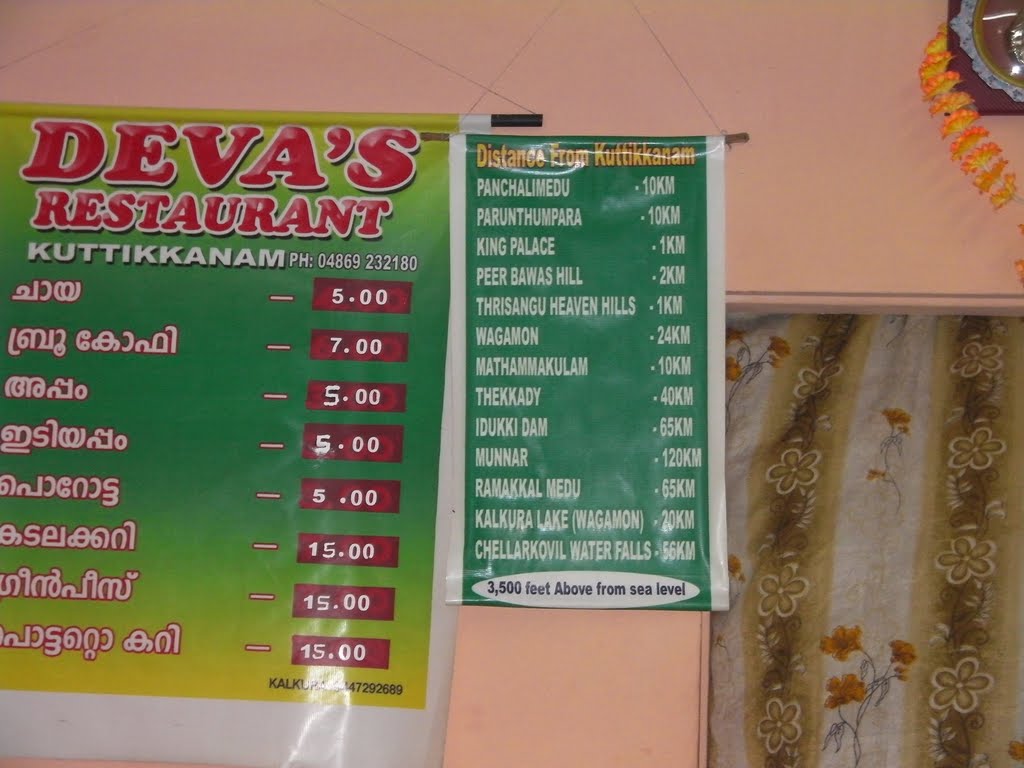 DEVA'S
RESTAURANT
KUTTIKKANAM PH: 04869 232180
ചായ — 5.00
ബ്രൂ കോഫി — 7.00
അപ്പം — 5.00
ഇടിയപ്പം — 5.00
പൊറോട്ട — 5.00
കടലക്കറി — 15.00
ഗ്രീൻപീസ് — 15.00
പൊട്ടറ്റൊ കറി — 15.00
Distance From Kuttikkanam
PANCHALIMEDU - 10KM
PARUNTHUMPARA - 10KM
KING PALACE - 1KM
PEER BAWAS HILL - 2KM
THRISANGU HEAVEN HILLS - 1KM
WAGAMON - 24KM
MATHAMMAKULAM - 10KM
THEKKADY - 40KM
IDUKKI DAM - 65KM
MUNNAR - 120KM
RAMAKKAL MEDU - 65KM
KALKURA LAKE (WAGAMON) - 20KM
CHELLARKOVIL WATER FALLS - 56KM
3,500 feet Above from sea level